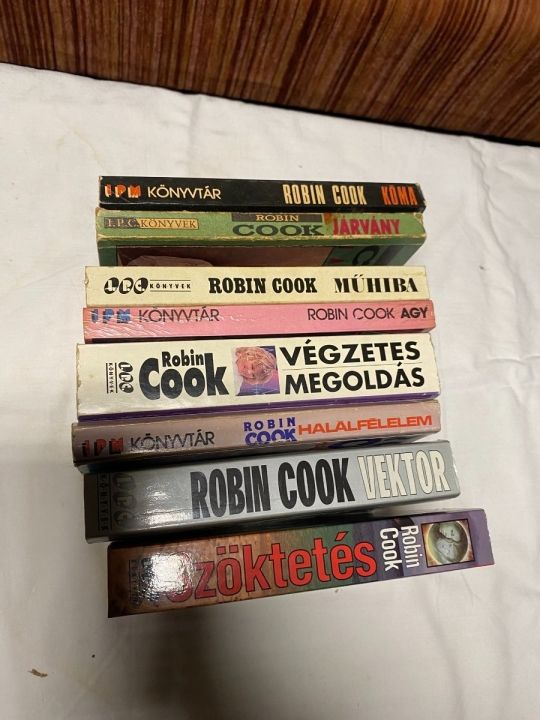 IPM KÖNYVTÁR ROBIN COOK KÓMA
I.P.C. KÖNYVEK ROBIN COOK JÁRVÁNY
I.P.C. KÖNYVEK ROBIN COOK MŰHIBA
IPM KÖNYVTÁR ROBIN COOK AGY
KÖNYVEK Robin Cook VÉGZETES MEGOLDÁS
IPM KÖNYVTÁR ROBIN COOK HALÁLFÉLELEM
ROBIN COOK VEKTOR
Szöktetés Robin Cook